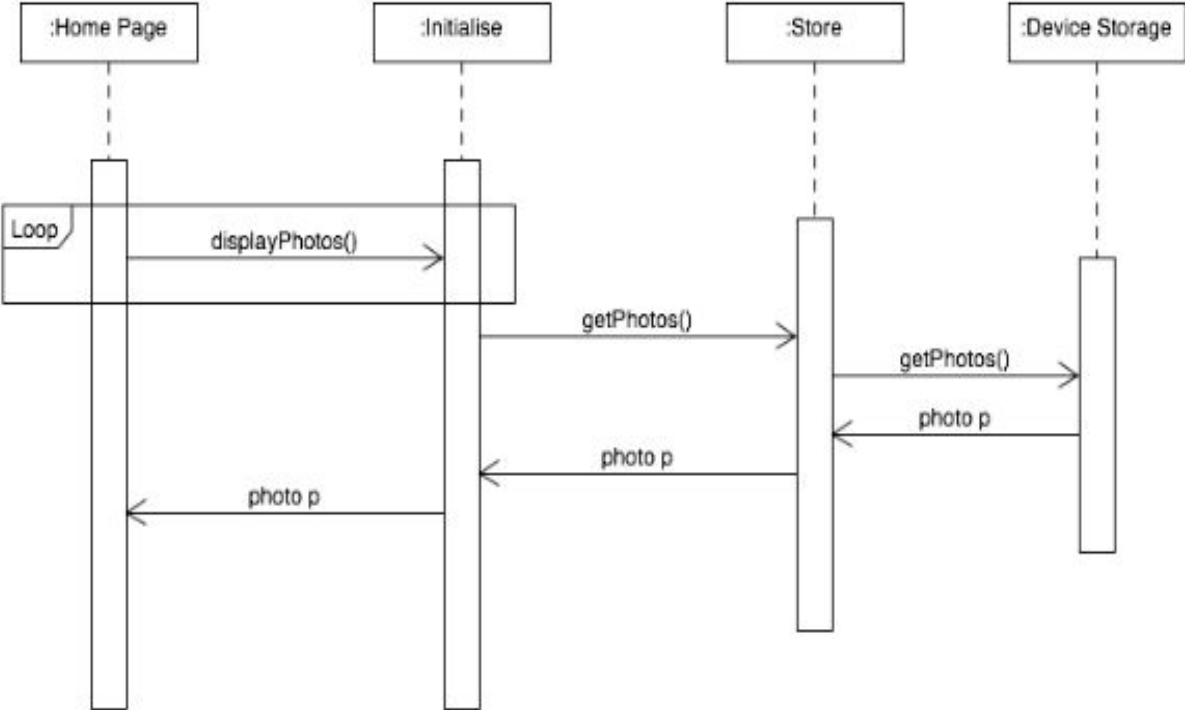 :Home Page
:Initialise
:Store
:Device Storage
Loop
displayPhotos()
getPhotos()
getPhotos()
photo p
photo p
photo p